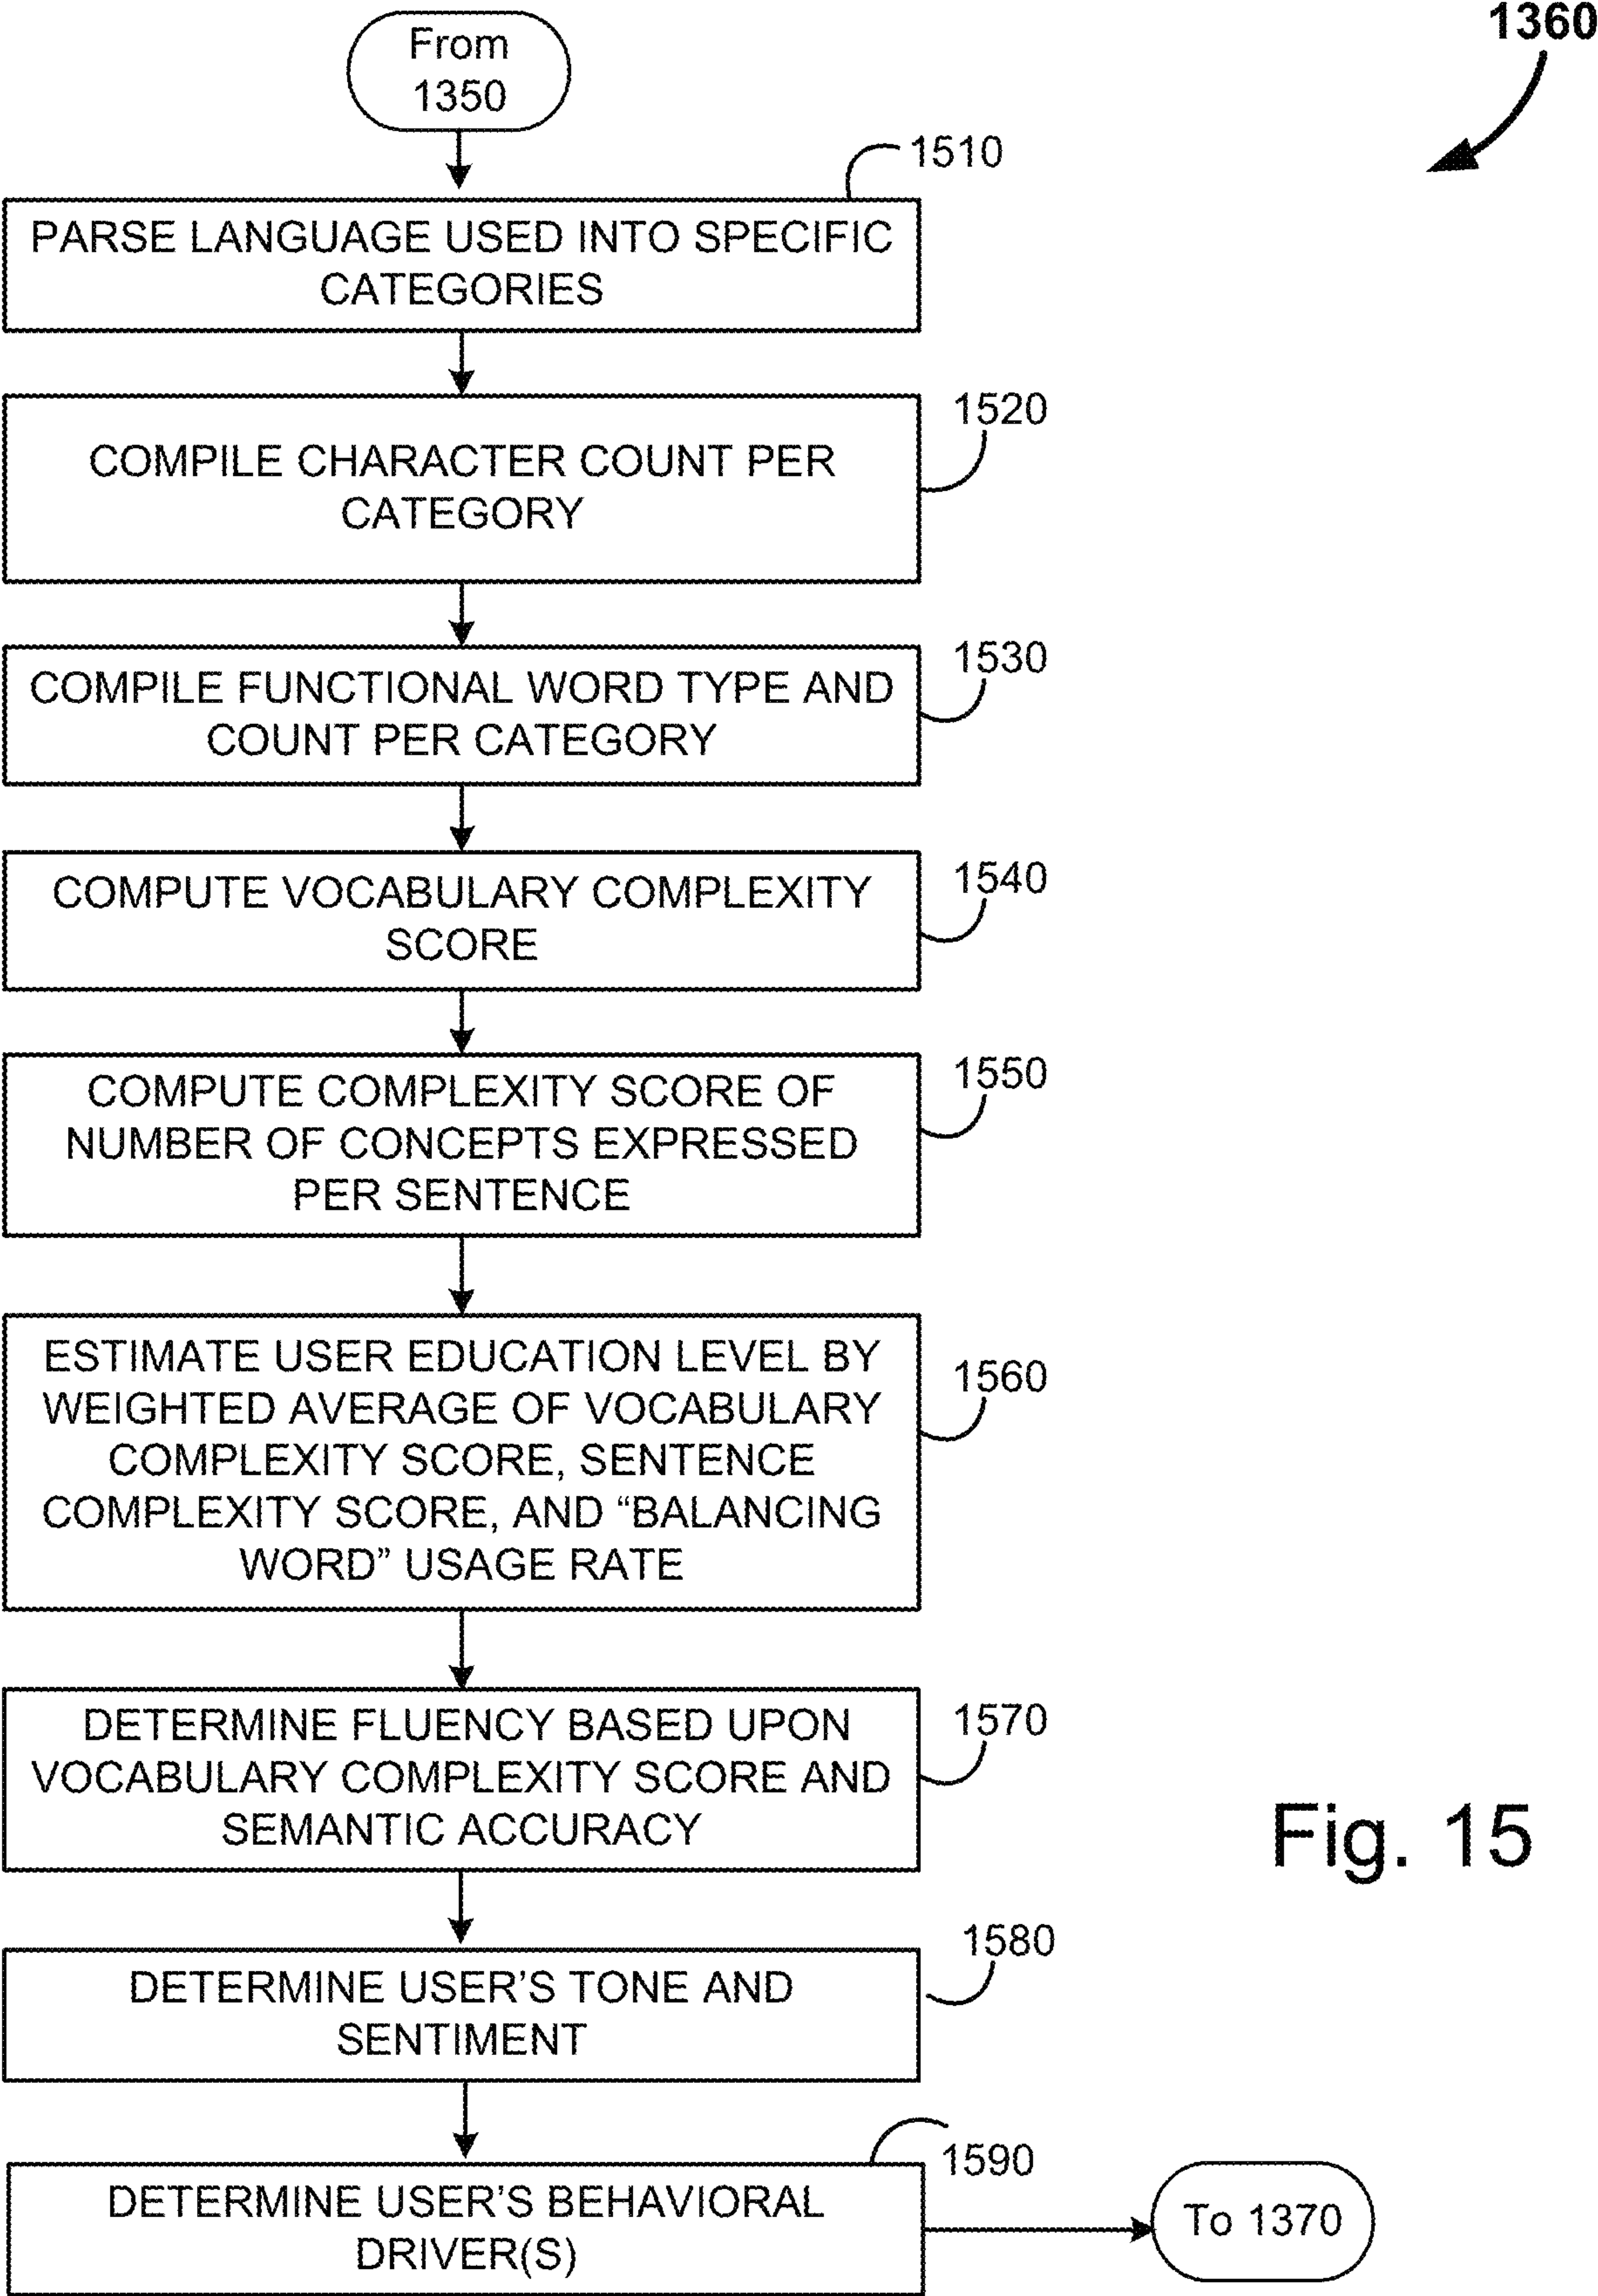 1360
From
1350
1510
PARSE LANGUAGE USED INTO SPECIFIC
CATEGORIES
1520
COMPILE CHARACTER COUNT PER
CATEGORY
1530
COMPILE FUNCTIONAL WORD TYPE AND
COUNT PER CATEGORY
1540
COMPUTE VOCABULARY COMPLEXITY
SCORE
1550
COMPUTE COMPLEXITY SCORE OF
NUMBER OF CONCEPTS EXPRESSED
PER SENTENCE
1560
ESTIMATE USER EDUCATION LEVEL BY
WEIGHTED AVERAGE OF VOCABULARY
COMPLEXITY SCORE, SENTENCE
COMPLEXITY SCORE, AND “BALANCING
WORD” USAGE RATE
1570
DETERMINE FLUENCY BASED UPON
VOCABULARY COMPLEXITY SCORE AND
SEMANTIC ACCURACY
Fig. 15
1580
DETERMINE USER’S TONE AND
SENTIMENT
1590
DETERMINE USER’S BEHAVIORAL
DRIVER(S)
To 1370